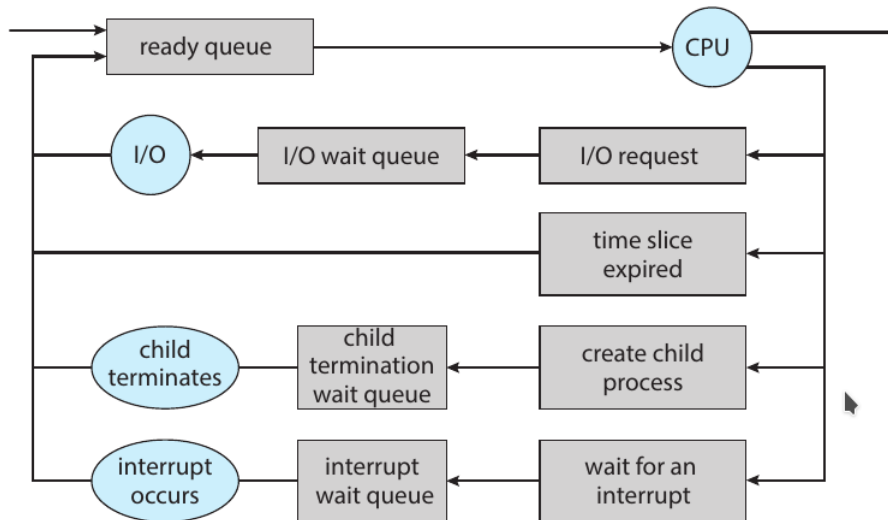 ready queue
CPU
I/O
I/O wait queue
I/O request
time slice
expired
child
terminates
child
termination
wait queue
create child
process
interrupt
occurs
interrupt
wait queue
wait for an
interrupt